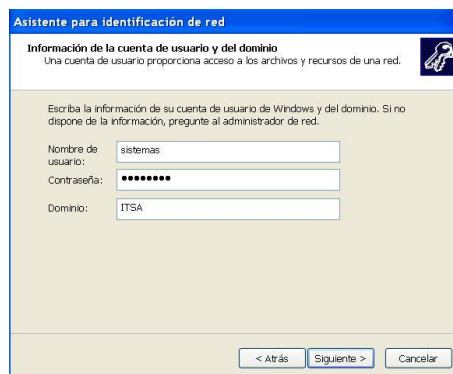 Asistente para identificación de red
Información de la cuenta de usuario y del dominio
Una cuenta de usuario proporciona acceso a los archivos y recursos de una red.
Escriba la información de su cuenta de usuario de Windows y del dominio. Si no
dispone de la información, pregunte al administrador de red.
Nombre de
usuario:
sistemas
Contraseña:
●●●●●●●●
Dominio:
ITSA
< Atrás
Siguiente >
Cancelar